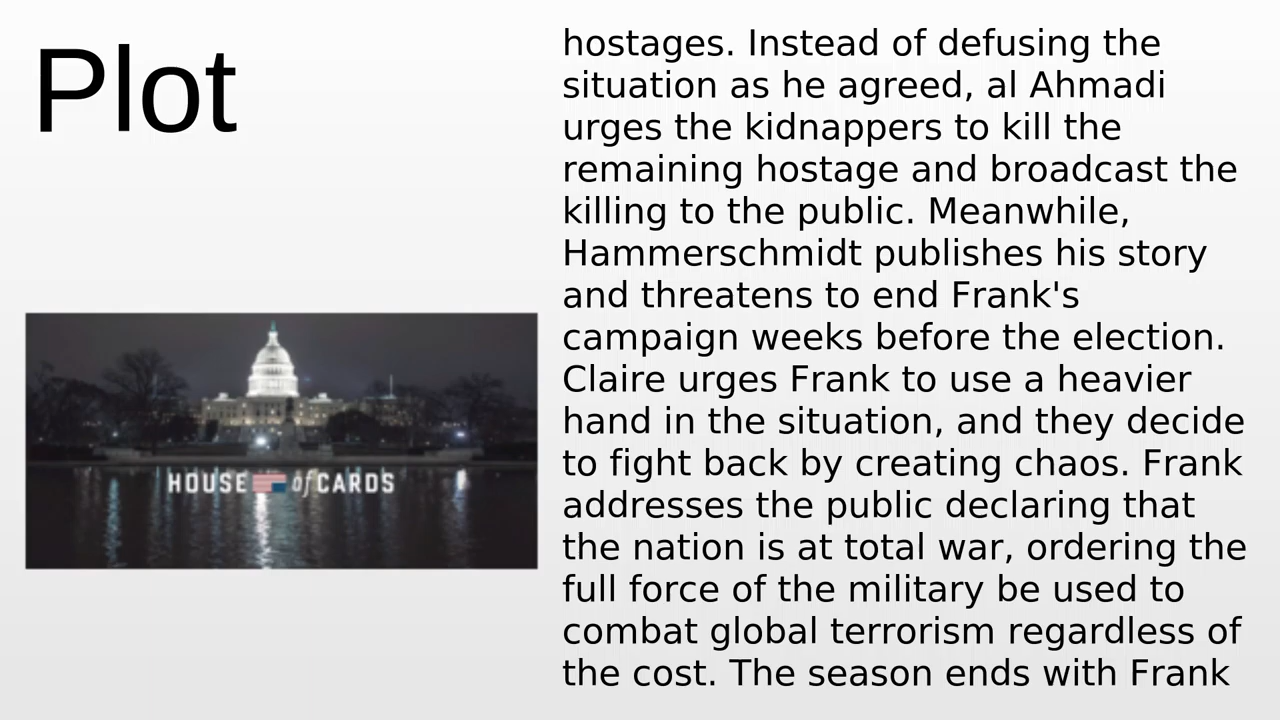 Plot
hostages. Instead of defusing the
situation as he agreed, al Ahmadi
urges the kidnappers to kill the
remaining hostage and broadcast the
killing to the public. Meanwhile,
Hammerschmidt publishes his story
and threatens to end Frank's
campaign weeks before the election.
Claire urges Frank to use a heavier
hand in the situation, and they decide
to fight back by creating chaos. Frank
addresses the public declaring that
the nation is at total war, ordering the
full force of the military be used to
combat global terrorism regardless of
the cost. The season ends with Frank
HOUSE of CARDS